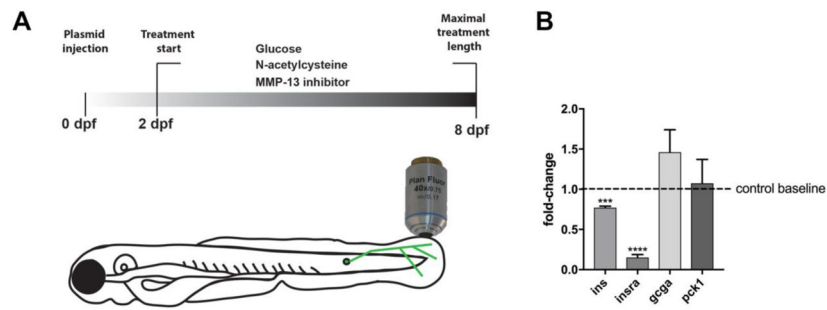 A
Plasmid
injection
Treatment
start
Glucose
N-acetylcysteine
MMP-13 inhibitor
Maximal
treatment
length
0 dpf
2 dpf
8 dpf
Plan Fluor
40x/0.75
B
fold-change
2.0
1.5
1.0
0.5
0.0
***
****
control baseline
ins
insra
gcga
pck1